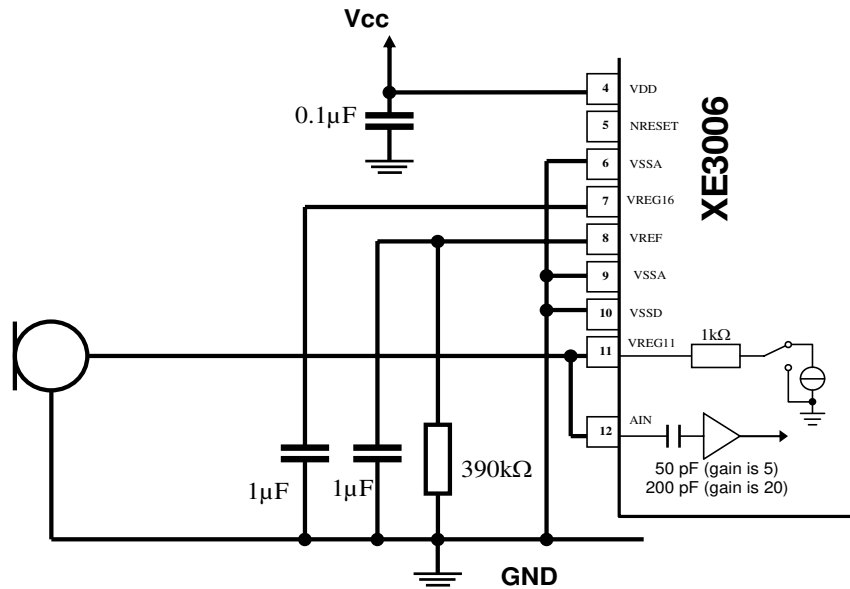 Vcc
0.1µF
4 VDD
5 NRESET
6 VSSA
7 VREG16
8 VREF
9 VSSA
10 VSSD
11 VREG11
12 AIN
XE3006
1kΩ
50 pF (gain is 5)
200 pF (gain is 20)
1µF
1µF
390kΩ
GND